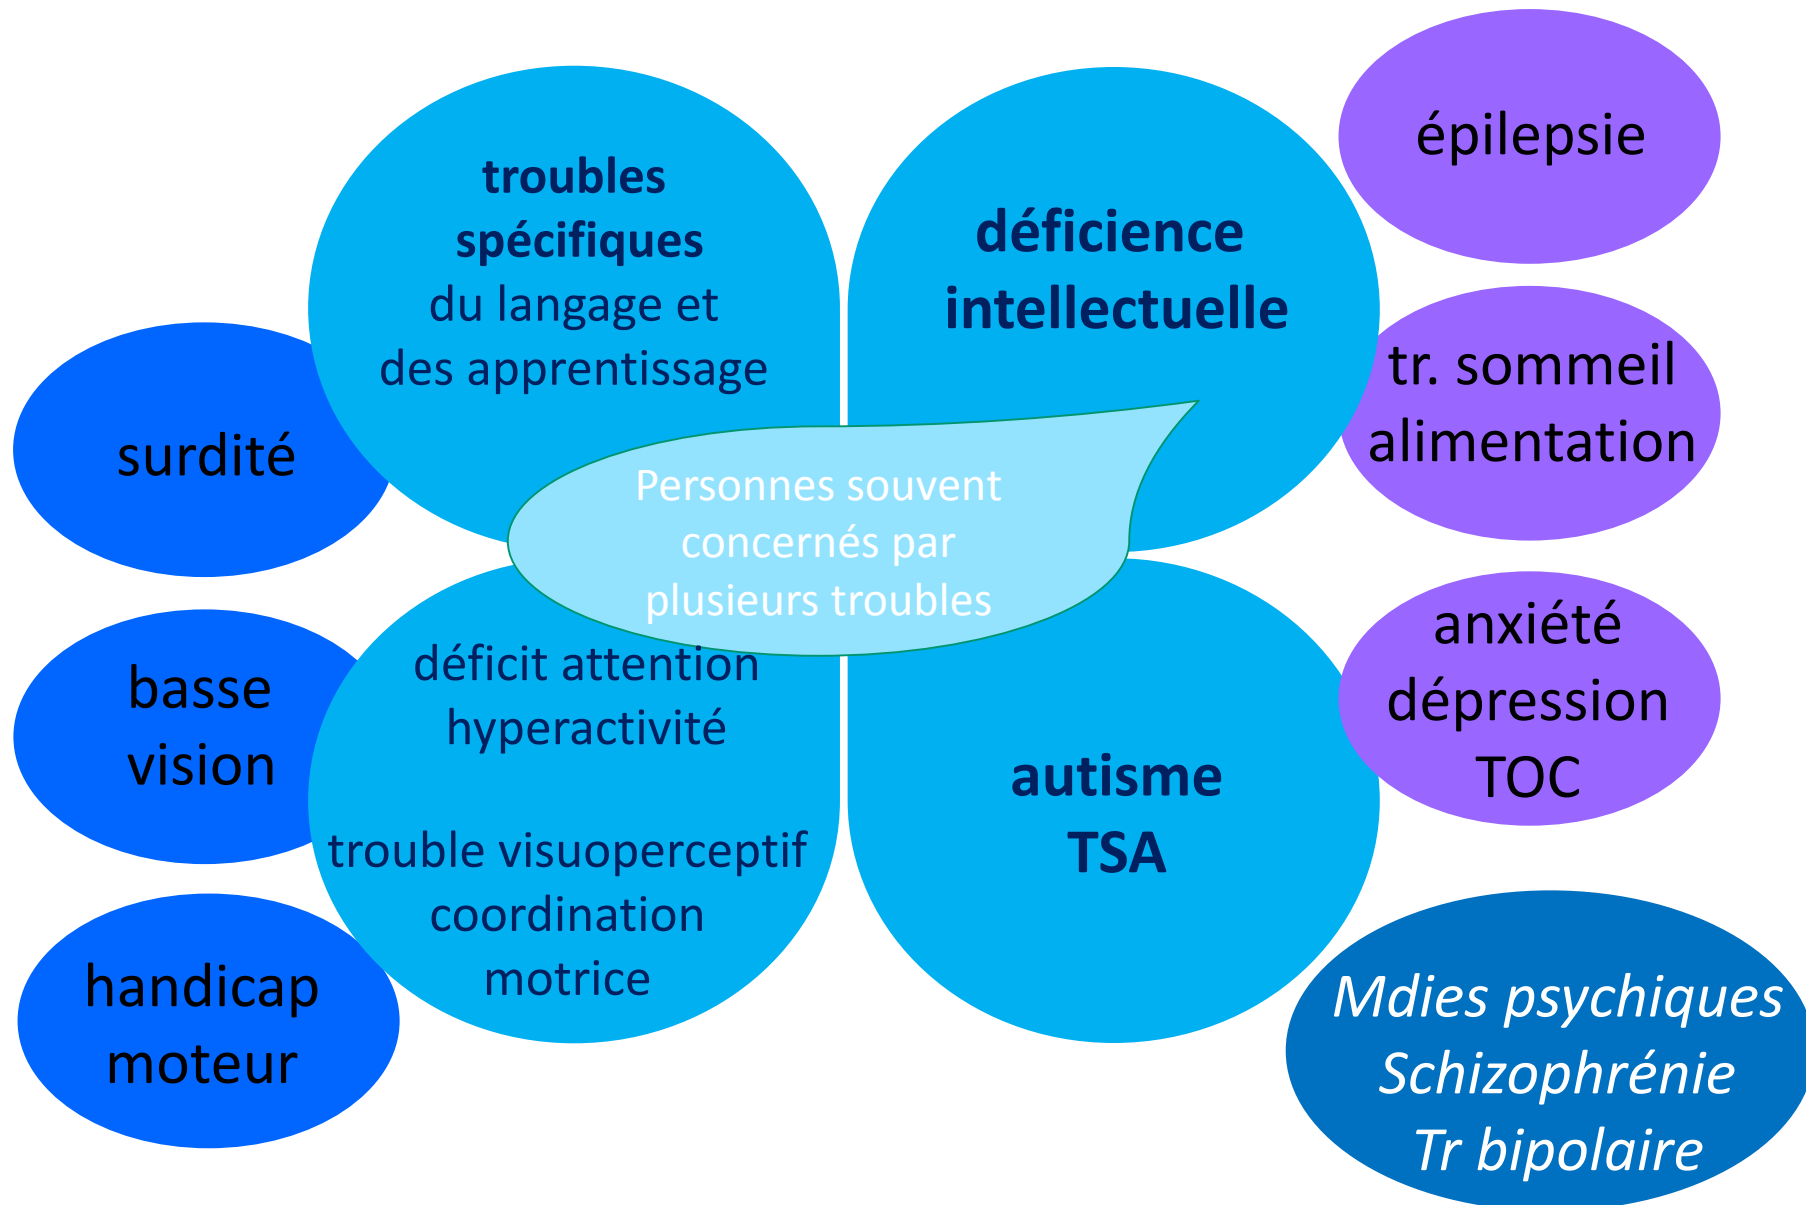 troubles
spécifiques
du langage et
des apprentissage
déficience
intellectuelle
épilepsie
tr. sommeil
alimentation
surdité
Personnes souvent
concernés par
plusieurs troubles
basse
vision
déficit attention
hyperactivité
trouble visuoperceptif
coordination
motrice
autisme
TSA
anxiété
dépression
TOC
handicap
moteur
Mdies psychiques
Schizophrénie
Tr bipolaire